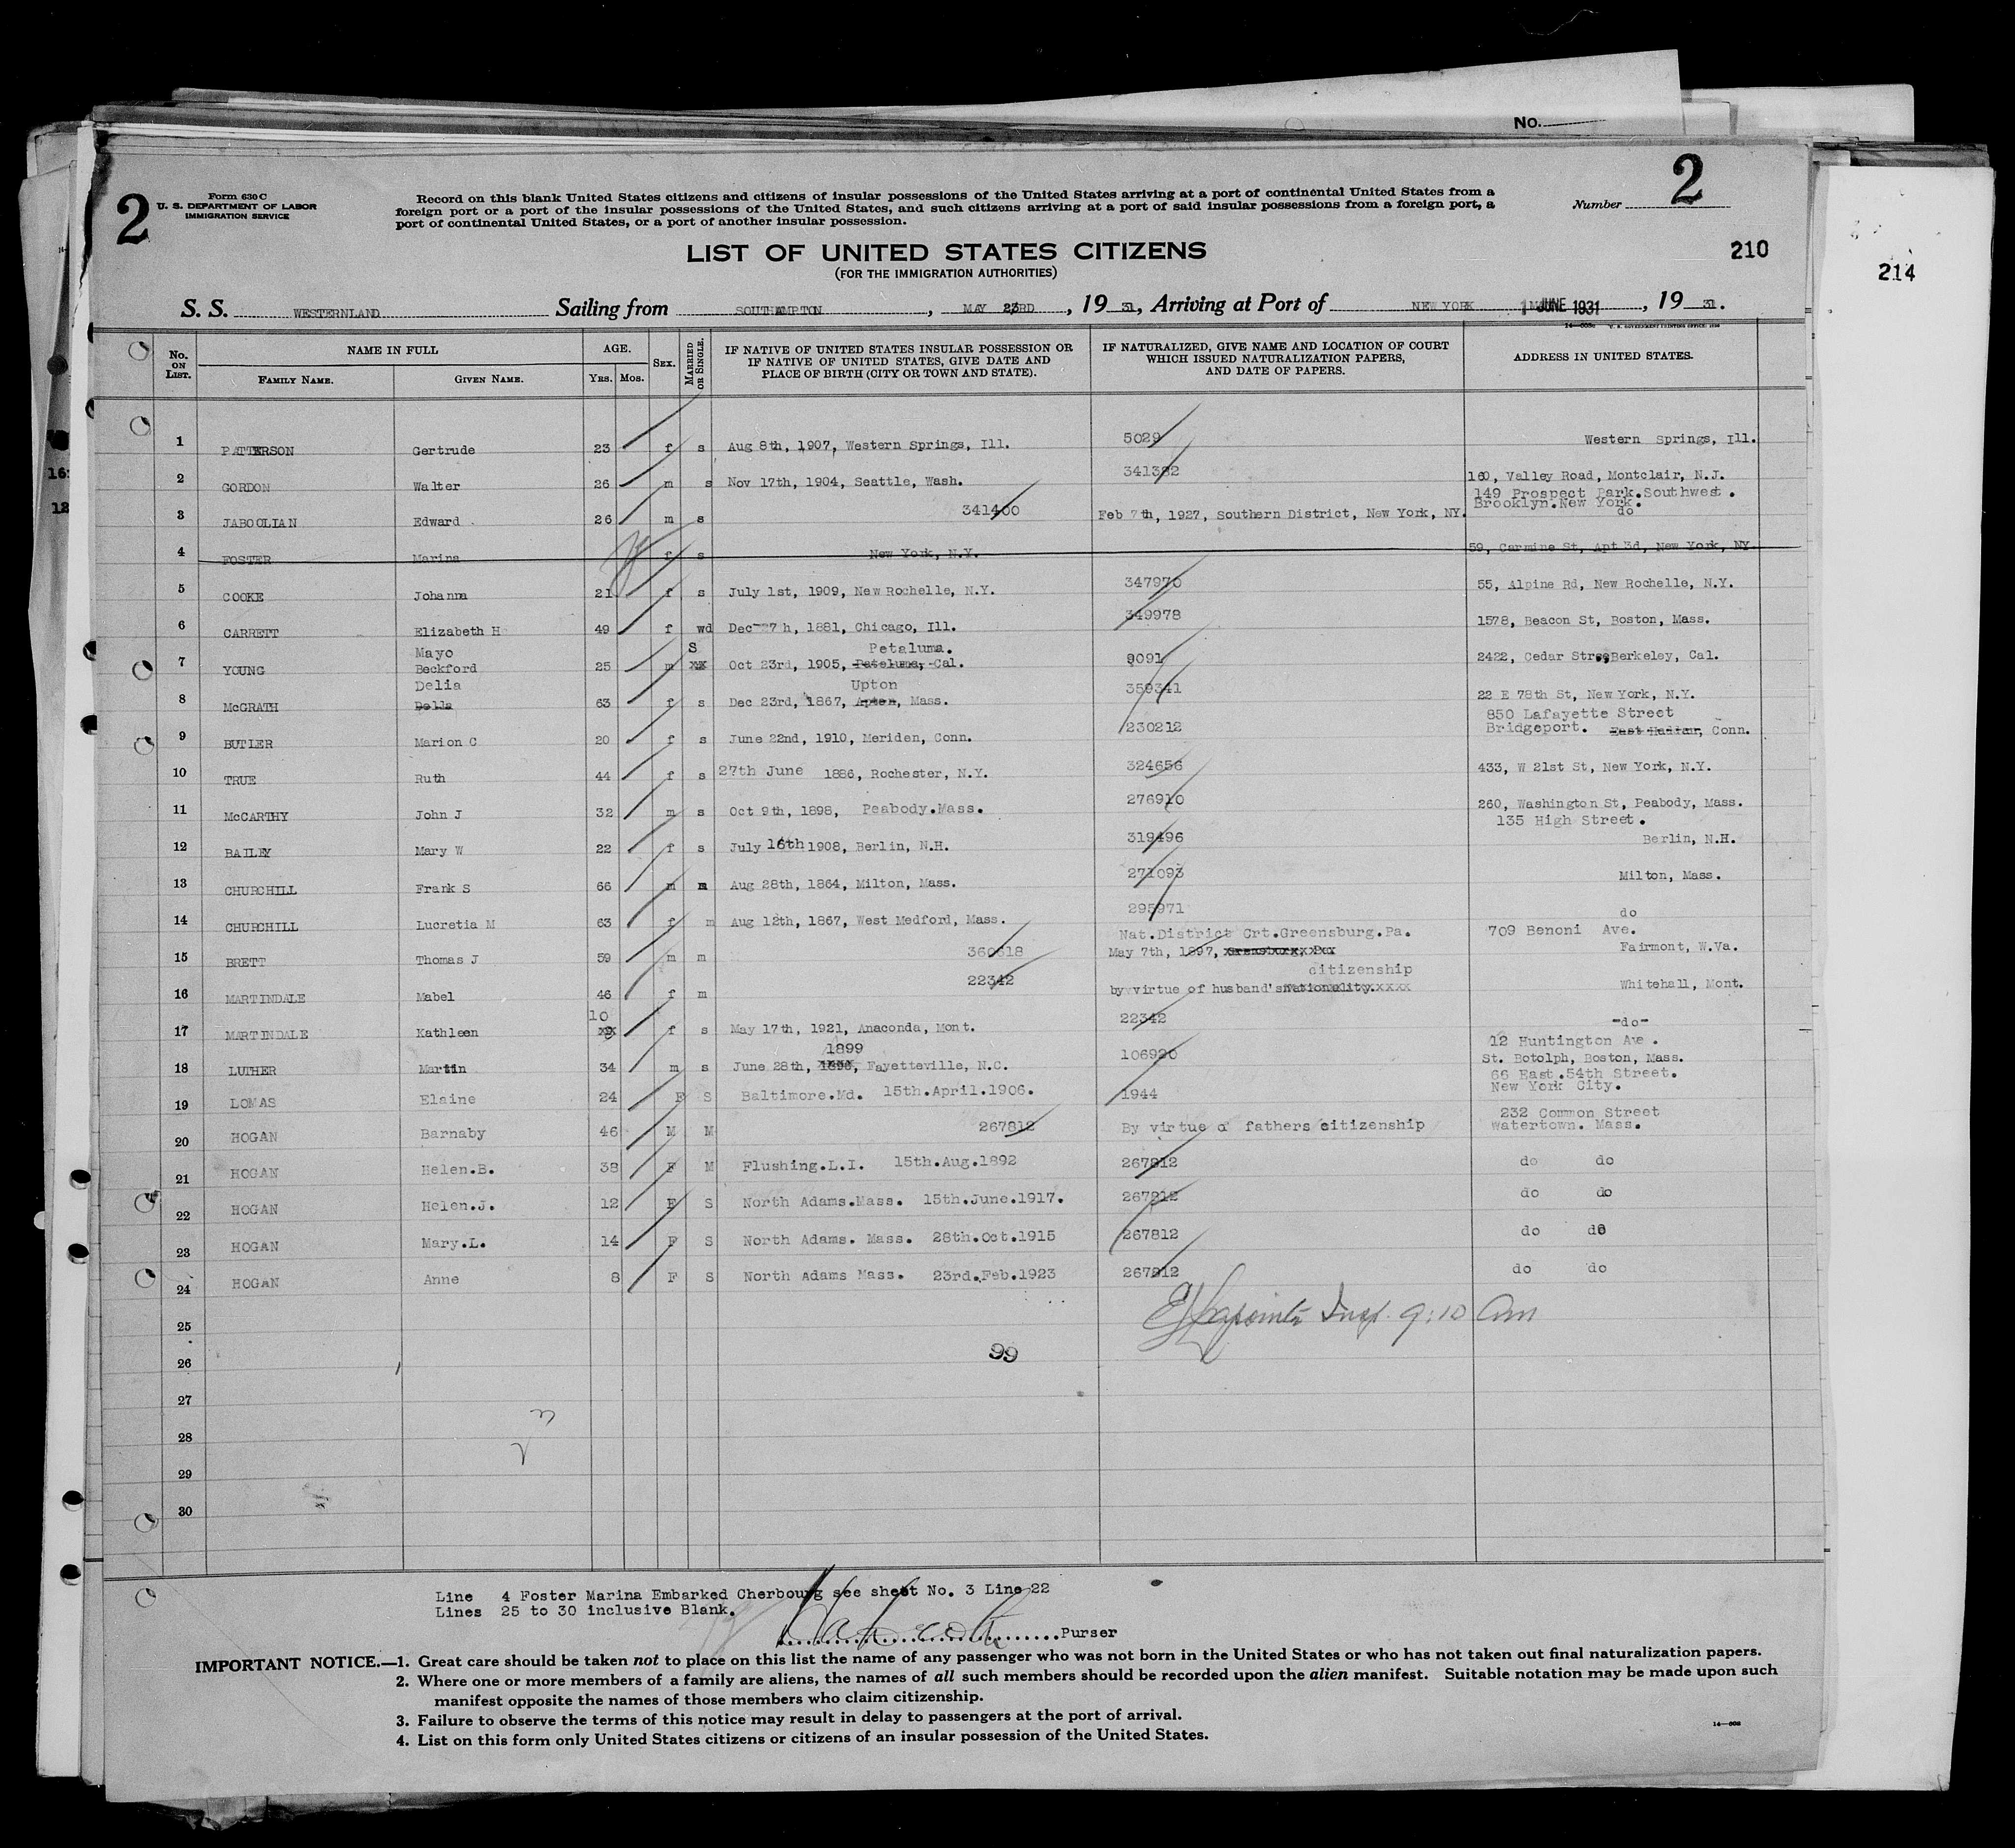 No.
2
Form 630 C
U. S. DEPARTMENT OF LABOR
IMMIGRATION SERVICE
Record on this blank United States citizens and citizens of insular possessions of the United States arriving at a port of continental United States from a
foreign port or a port of the insular possessions of the United States, and such citizens arriving at a port of said insular possessions from a foreign port, a
port of continental United States, or a port of another insular possession.
Number 2
LIST OF UNITED STATES CITIZENS
(FOR THE IMMIGRATION AUTHORITIES)
210
214
S. S. WESTERNLAND Sailing from SOUTHAMPTON, MAY 23RD, 19 31, Arriving at Port of NEW YORK 1 JUNE 1931, 19 31.
No. ON LIST. NAME IN FULL FAMILY NAME. GIVEN NAME. AGE. YRS. MOS. SEX. MARRIED OR SINGLE. IF NATIVE OF UNITED STATES INSULAR POSSESSION OR IF NATIVE OF UNITED STATES, GIVE DATE AND PLACE OF BIRTH (CITY OR TOWN AND STATE). IF NATURALIZED, GIVE NAME AND LOCATION OF COURT WHICH ISSUED NATURALIZATION PAPERS, AND DATE OF PAPERS. ADDRESS IN UNITED STATES.
1 PATTERSON Gertrude 23 f s Aug 8th, 1907, Western Springs, Ill. 5029 Western Springs, Ill.
2 GORDON Walter 26 m s Nov 17th, 1904, Seattle, Wash. 341382 160, Valley Road, Montclair, N.J.
149 Prospect Park.Southwest.
Brooklyn.New York.
3 JABOOLIAN Edward 26 m s 341400 Feb 7th, 1927, Southern District, New York, NY. do
4 FOSTER Marina f s New York, N.Y. 59, Carmine St, Apt 3d, New York, NY
5 COOKE Johanna 21 f s July 1st, 1909, New Rochelle, N.Y. 347970 55, Alpine Rd, New Rochelle, N.Y.
6 CARRETT Elizabeth H 49 f wd Dec 27h, 1881, Chicago, Ill. 349978 1578, Beacon St, Boston, Mass.
Mayo S Petaluma.
7 YOUNG Beckford 25 m xx Oct 23rd, 1905, Pataluma, Cal. 9091 2422, Cedar Stree,Berkeley, Cal.
Delia Upton
8 McGRATH Della 63 f s Dec 23rd, 1867, Apton, Mass. 359341 22 E 78th St, New York, N.Y.
850 Lafayette Street
9 BUTLER Marion C 20 f s June 22nd, 1910, Meriden, Conn. 230212 Bridgeport. East Hadlam, Conn.
10 TRUE Ruth 44 f s 27th June 1886, Rochester, N.Y. 324656 433, W 21st St, New York, N.Y.
11 McCARTHY John J 32 m s Oct 9th, 1898, Peabody.Mass. 276910 260, Washington St, Peabody, Mass.
135 High Street.
12 BAILEY Mary W 22 f s July 16th 1908, Berlin, N.H. 319496 Berlin, N.H.
13 CHURCHILL Frank S 66 m m Aug 28th, 1864, Milton, Mass. 271093 Milton, Mass.
14 CHURCHILL Lucretia M 63 f m Aug 12th, 1867, West Medford, Mass. 295971 do
Nat.District Crt.Greensburg.Pa. 709 Benoni Ave.
15 BRETT Thomas J 59 m m 360618 May 7th, 1897, Fairmont, W.Va.
citizenship
16 MARTINDALE Mabel 46 f m 22342 by virtue of husband's nationality.xxxx Whitehall, Mont.
10
17 MARTINDALE Kathleen f s May 17th, 1921, Anaconda, Mont. 22342 -do-
1899 12 Huntington Ave.
18 LUTHER Martin 34 m s June 28th, 1896, Fayetteville, N.C. 106920 St. Botolph, Boston, Mass.
66 East.54th Street.
New York City.
19 LOMAS Elaine 24 F S Baltimore.Md. 15th.April.1906. 1944
232 Common Street
20 HOGAN Barnaby 46 M M 267812 By virtue o fathers citizenship Watertown. Mass.
21 HOGAN Helen.B. 38 F M Flushing.L.I. 15th.Aug.1892 267812 do do
22 HOGAN Helen.J. 12 F S North Adams.Mass. 15th.June.1917. 267812 do do
23 HOGAN Mary.L. 14 F S North Adams. Mass. 28th.Oct.1915 267812 do do
24 HOGAN Anne 8 F S North Adams Mass. 23rd.Feb.1923 267812 do do
25 Insp. 9:10 Am
26 99
27
28
29
30
Line 4 Foster Marina Embarked Cherbourg see sheet No. 3 Line 22
Lines 25 to 30 inclusive Blank.
Purser
IMPORTANT NOTICE.—1. Great care should be taken not to place on this list the name of any passenger who was not born in the United States or who has not taken out final naturalization papers.
2. Where one or more members of a family are aliens, the names of all such members should be recorded upon the alien manifest. Suitable notation may be made upon such
manifest opposite the names of those members who claim citizenship.
3. Failure to observe the terms of this notice may result in delay to passengers at the port of arrival.
4. List on this form only United States citizens or citizens of an insular possession of the United States.